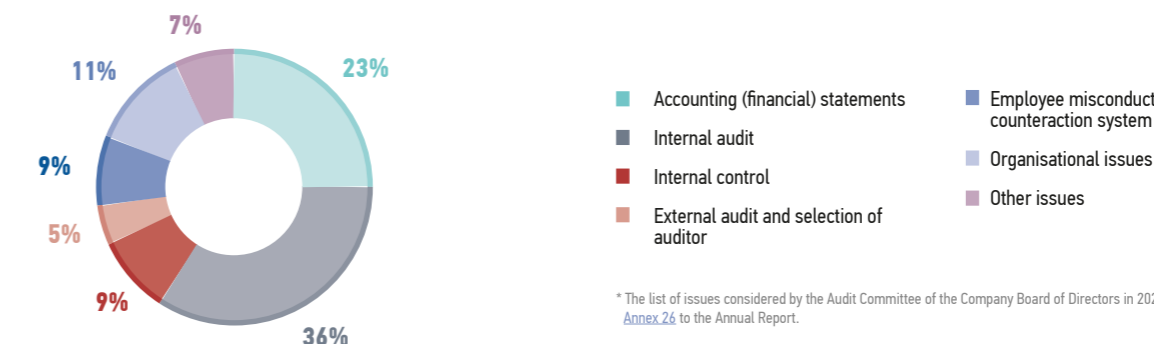 7%
11%
23%
9%
5%
9%
36%
Accounting (financial) statements
Internal audit
Internal control
External audit and selection of
auditor
Employee misconduct
counteraction system
Organisational issues
Other issues
* The list of issues considered by the Audit Committee of the Company Board of Directors in
Annex 26 to the Annual Report.